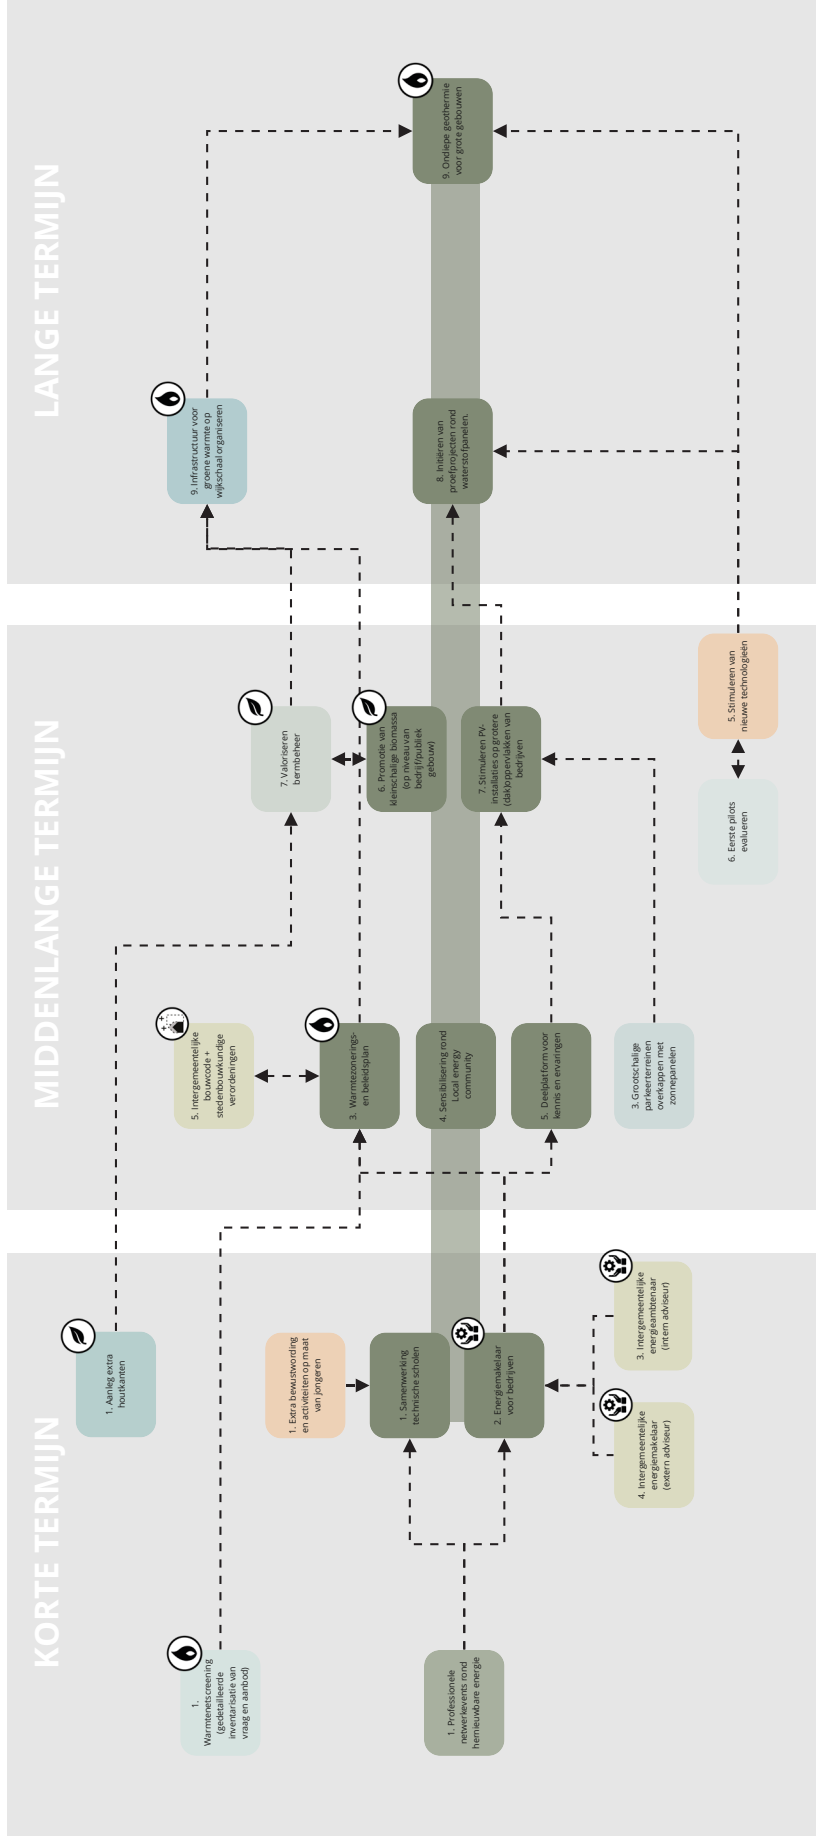 KORTE TERMIJN
1.
Warmtenetscreening
(gedetailleerde
inventarisatie van
vraag en aanbod)
1. Professionele
netwerkevents rond
hernieuwbare energie
1. Aanleg extra
houtkanten
1. Extra bewustwording
en activiteiten op maat
van jongeren
1. Samenwerking
technische scholen
2. Energiemakelaar
voor bedrijven
4. Intergemeentelijke
energiemakelaar
(extern adviseur)
3. Intergemeentelijke
energieambtenaar
(intern adviseur)
MIDDENLANGE TERMIJN
5. Intergemeentelijke
bouwcode +
stedenbouwkundige
verordeningen
3. Warmtezonerings-
en beleidsplan
4. Sensibilisering rond
Local energy
community
5. Deelplatform voor
kennis en ervaringen
3. Grootschalige
parkeerterreinen
overkappen met
zonnepanelen
7. Valoriseren
bermbeheer
6. Promotie van
kleinschalige biomassa
(op niveau van
bedrijf/publiek
gebouw)
7. Stimuleren PV-
installaties op grotere
(dak)oppervlakken van
bedrijven
6. Eerste pilots
evalueren
5. Stimuleren van
nieuwe technologieën
LANGE TERMIJN
9. Infrastructuur voor
groene warmte op
wijkschaal organiseren
8. Initiëren van
proefprojecten rond
waterstofpanelen.
9. Ondiepe geothermie
voor grote gebouwen